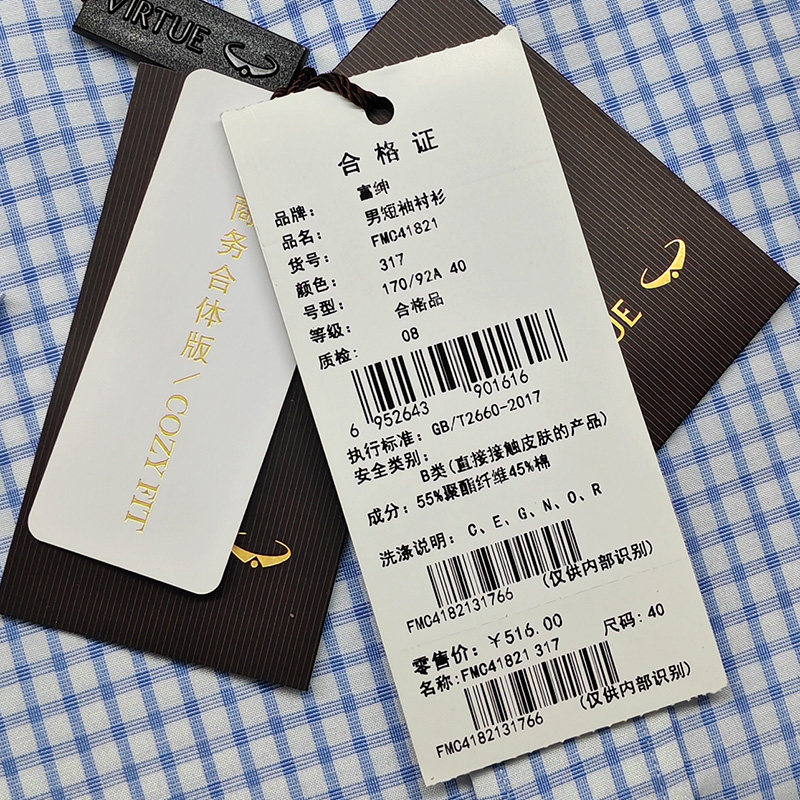 VIRTUE
商务合体版 / COZY FIT
UE
合格证
品牌: 富绅
品名: 男短袖衬衫
货号: FMC41821
颜色: 317
号型: 170/92A 40
等级: 合格品
质检: 08
6 952643 901616
执行标准: GB/T2660-2017
安全类别:
B类(直接接触皮肤的产品)
成分: 55%聚酯纤维45%棉
洗涤说明: C、E、G、N、O、R
FMC4182131766 (仅供内部识别)
零售价: ¥516.00 尺码: 40
名称: FMC41821 317
FMC4182131766 (仅供内部识别)